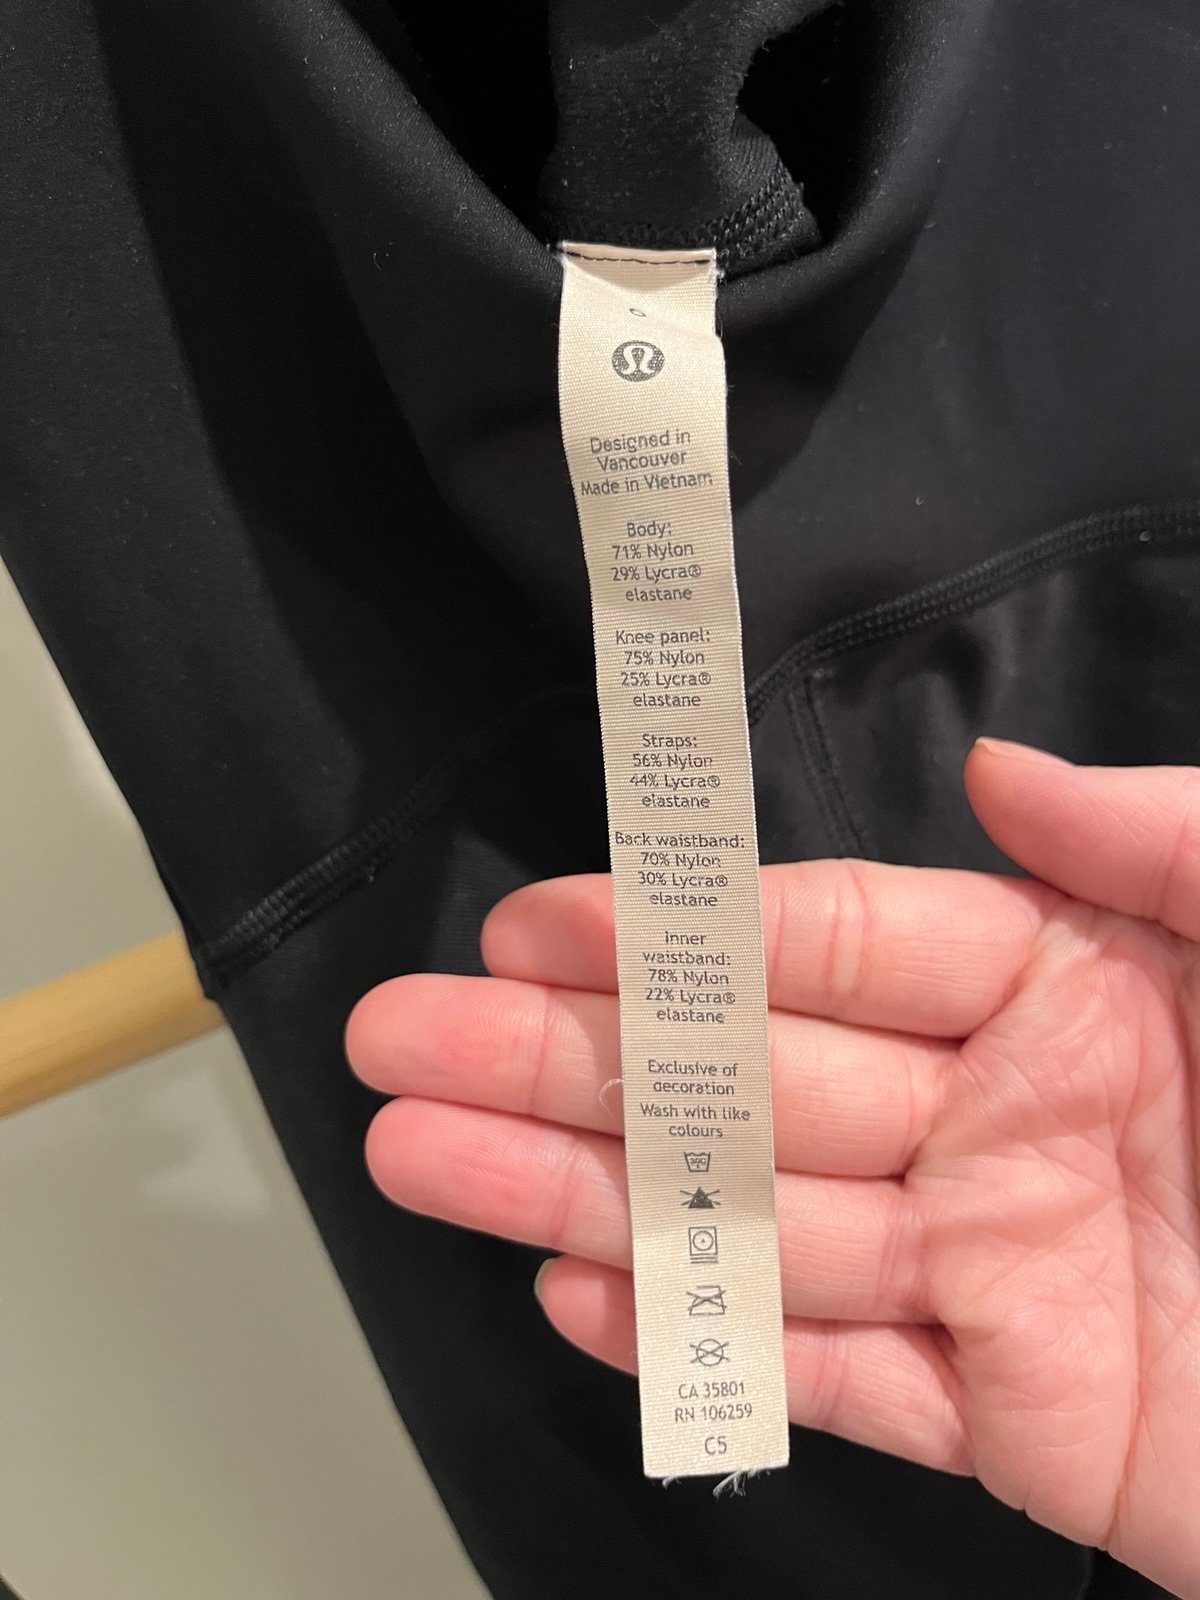 0
Designed in
Vancouver
Made in Vietnam
Body:
71% Nylon
29% Lycra®
elastane
Knee panel:
75% Nylon
25% Lycra®
elastane
Straps:
56% Nylon
44% Lycra®
elastane
Back waistband:
70% Nylon
30% Lycra®
elastane
Inner
waistband:
78% Nylon
22% Lycra®
elastane
Exclusive of
decoration
Wash with like
colours
30C
CA 35801
RN 106259
C5